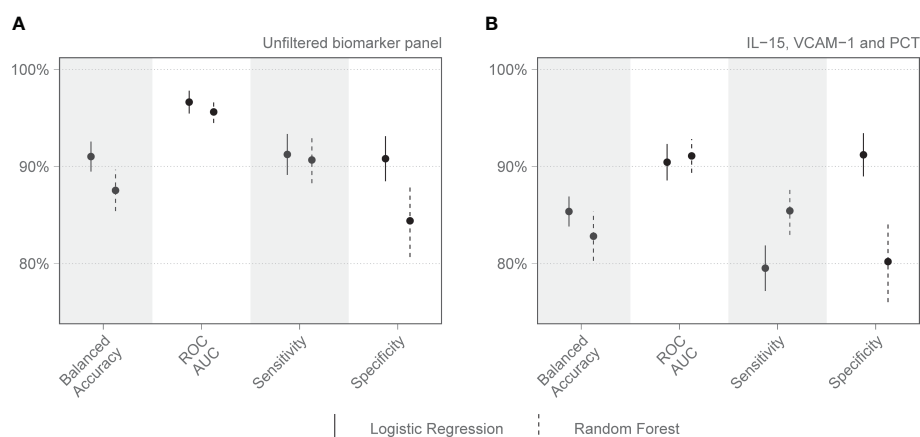 A
Unfiltered biomarker panel
100%
90%
80%
Balanced
Accuracy
ROC
AUC
Sensitivity
Specificity
B
IL−15, VCAM−1 and PCT
100%
90%
80%
Balanced
Accuracy
ROC
AUC
Sensitivity
Specificity
Logistic Regression
Random Forest